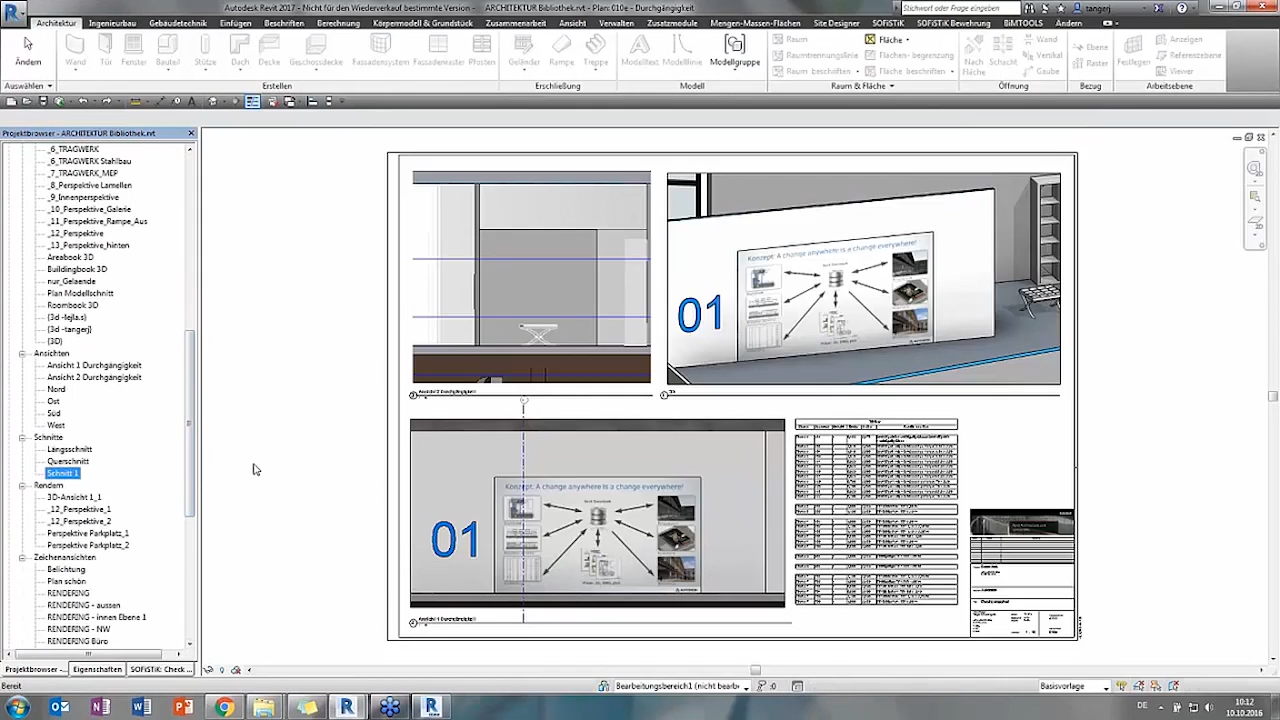 Autodesk Revit 2017 - Nicht für den Wiederverkauf bestimmte Version - ARCHITEKTUR Bibliothek.rvt - Plan: 010e - Durchgängigkeit
Stichwort oder Frage eingeben
tangerj
Architektur Ingenieurbau Gebäudetechnik Einfügen Beschriften Berechnung Körpermodell & Grundstück Zusammenarbeit Ansicht Verwalten Zusatzmodule Mengen-Massen-Flächen Site Designer SOFiSTiK SOFiSTiK Bewehrung BiMTOOLS Ändern
Ändern
Wand Tür Fenster Bauteil Stütze Dach Decke Geschossdecke Fassadensystem Fassadenraster Pfosten
Geländer Rampe Treppe
Modelltext Modelllinie Modellgruppe
Raum
Raumtrennungslinie
Raum beschriften
Fläche
Flächen- begrenzung
Fläche beschriften
Nach Fläche
Schacht
Wand
Vertikal
Gaube
Ebene
Raster
Festlegen
Anzeigen
Referenzebene
Viewer
Auswählen Erstellen Erschließung Modell Raum & Fläche Öffnung Bezug Arbeitsebene
Projektbrowser - ARCHITEKTUR Bibliothek.rvt
_6_TRAGWERK
_6_TRAGWERK Stahlbau
_7_TRAGWERK_MEP
_8_Perspektive Lamellen
_9_Innenperspektive
_10_Perspektive_Galerie
_11_Perspektive_Rampe_Aus
_12_Perspektive
_13_Perspektive_hinten
Areabook 3D
Buildingbook 3D
nur_Gelaende
Plan Modellschnitt
Roombook 3D
{3d -lejla.s}
{3d -tangerj}
{3D}
Ansichten
Ansicht 1 Durchgängigkeit
Ansicht 2 Durchgängigkeit
Nord
Ost
Süd
West
Schnitte
Längsschnitt
Querschnitt
Schnitt 1
Rendern
3D-Ansicht 1_1
_12_Perspektive_1
_12_Perspektive_2
Perspektive Parkplatz_1
Perspektive Parkplatz_2
Zeichenansichten
Belichtung
Plan schön
RENDERING
RENDERING - aussen
RENDERING - innen Ebene 1
RENDERING - NW
RENDERING Büro
Konzept: A change anywhere is a change everywhere!
01
Ansicht 2 Durchgängigkeit
Konzept: A change anywhere is a change everywhere!
01
Ansicht 1 Durchgängigkeit
Projektbrowser -... Eigenschaften SOFiSTiK: Check ...
Bereit
Bearbeitungsbereich1 (nicht bearb
:0
Basisvorlage
DE
10:12
10.10.2016